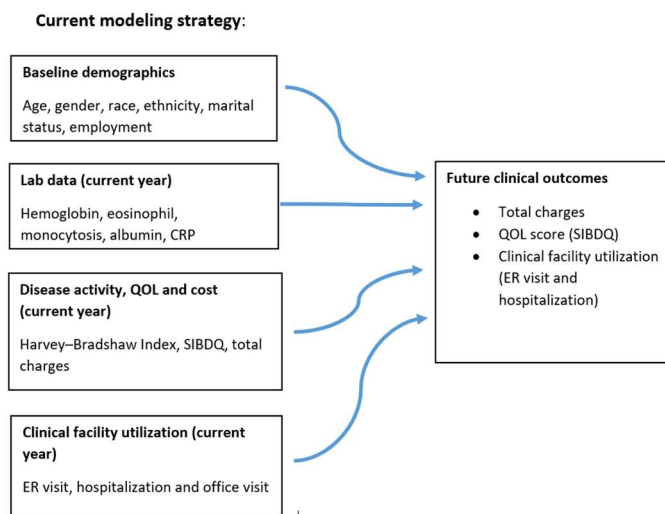 Current modeling strategy:
Baseline demographics
Age, gender, race, ethnicity, marital
status, employment
Lab data (current year)
Hemoglobin, eosinophil,
monocytosis, albumin, CRP
Disease activity, QOL and cost
(current year)
Harvey–Bradshaw Index, SIBDQ, total
charges
Clinical facility utilization (current
year)
ER visit, hospitalization and office visit
Future clinical outcomes
• Total charges
• QOL score (SIBDQ)
• Clinical facility utilization
(ER visit and
hospitalization)